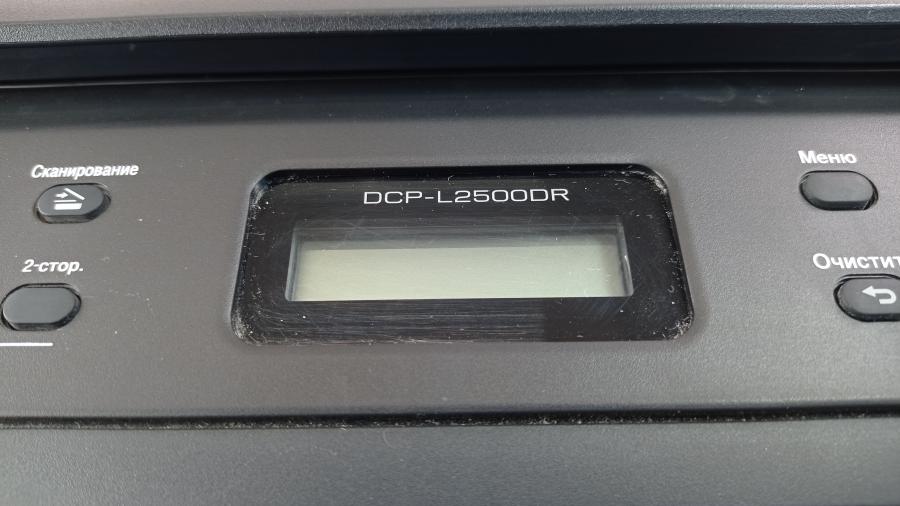 Сканирование
DCP-L2500DR
Меню
2-стор.
Очистит